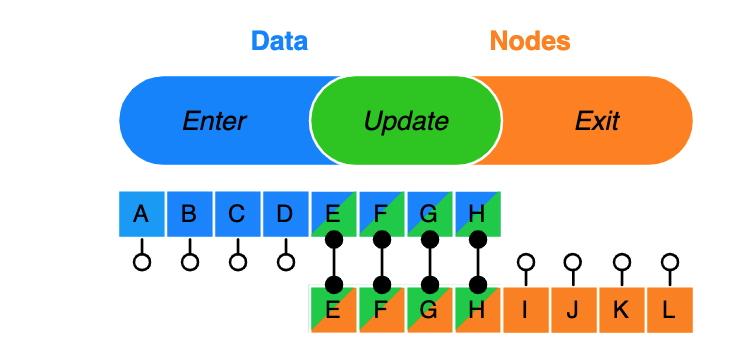 Data Nodes
Enter Update Exit
A B C D E F G H
E F G H I J K L